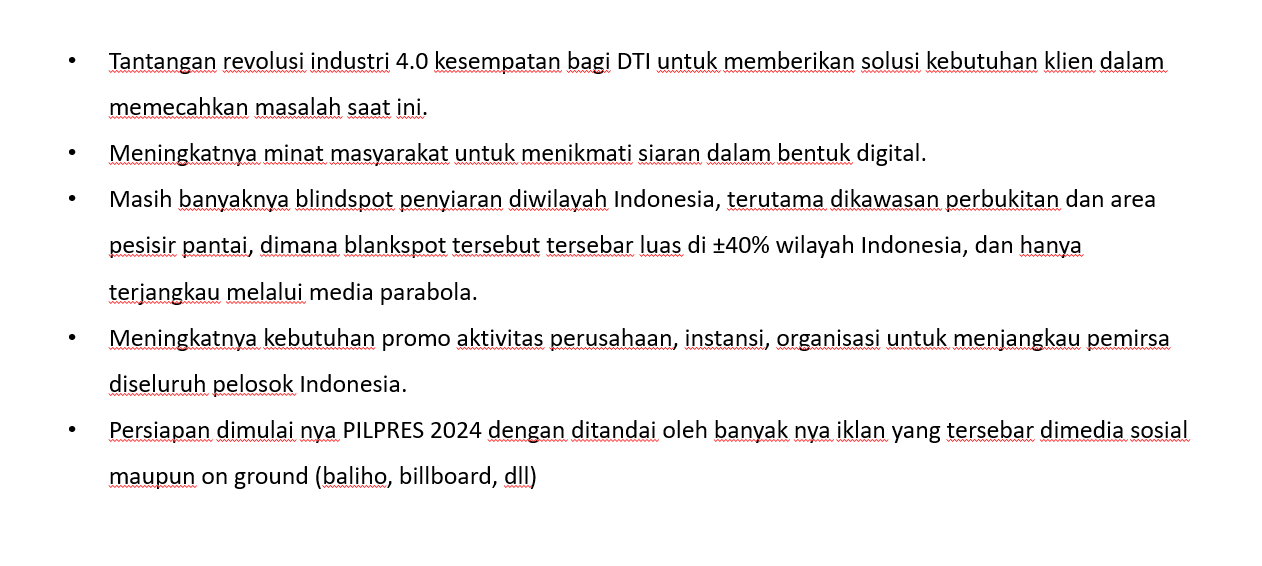 • Tantangan revolusi industri 4.0 kesempatan bagi DTI untuk memberikan solusi kebutuhan klien dalam
memecahkan masalah saat ini.
• Meningkatnya minat masyarakat untuk menikmati siaran dalam bentuk digital.
• Masih banyaknya blindspot penyiaran diwilayah Indonesia, terutama dikawasan perbukitan dan area
pesisir pantai, dimana blankspot tersebut tersebar luas di ±40% wilayah Indonesia, dan hanya
terjangkau melalui media parabola.
• Meningkatnya kebutuhan promo aktivitas perusahaan, instansi, organisasi untuk menjangkau pemirsa
diseluruh pelosok Indonesia.
• Persiapan dimulai nya PILPRES 2024 dengan ditandai oleh banyak nya iklan yang tersebar dimedia sosial
maupun on ground (baliho, billboard, dll)